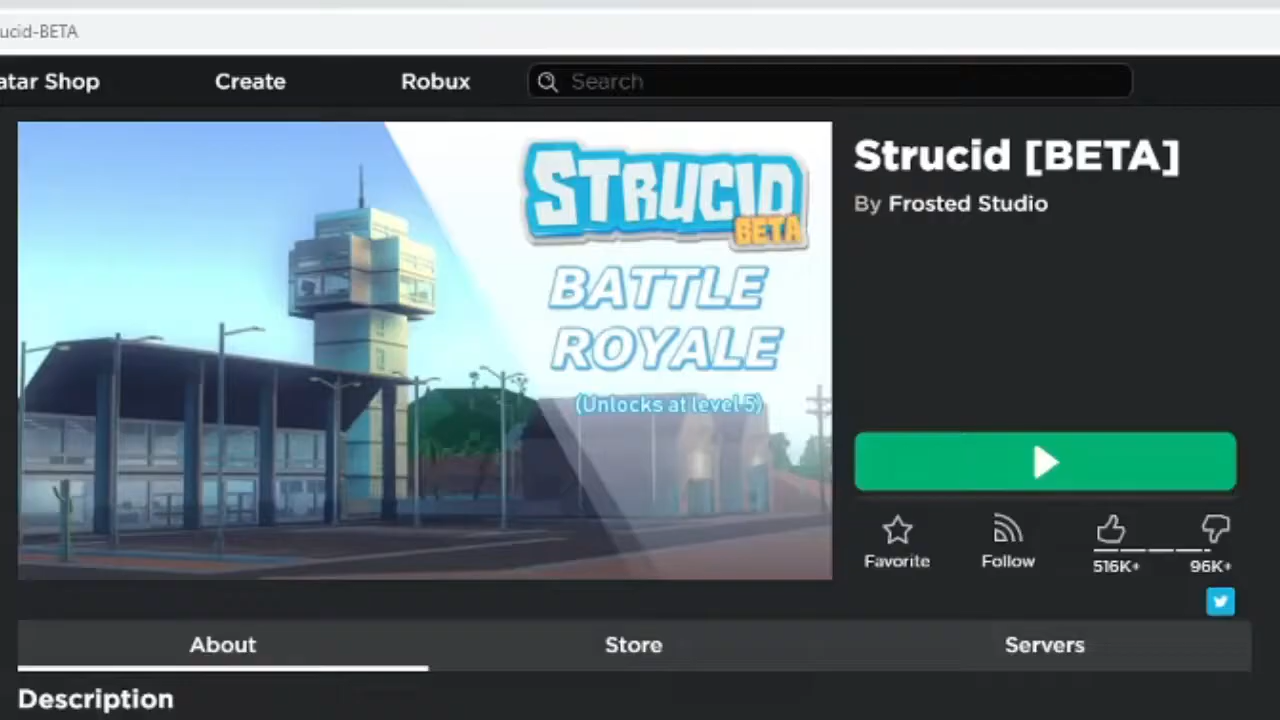 ucid-BETA
atar Shop
Create
Robux
Search
STRUCID
BETA
BATTLE
ROYALE
(Unlocks at level 5)
Strucid [BETA]
By Frosted Studio
Favorite
Follow
516K+
96K+
About
Store
Servers
Description